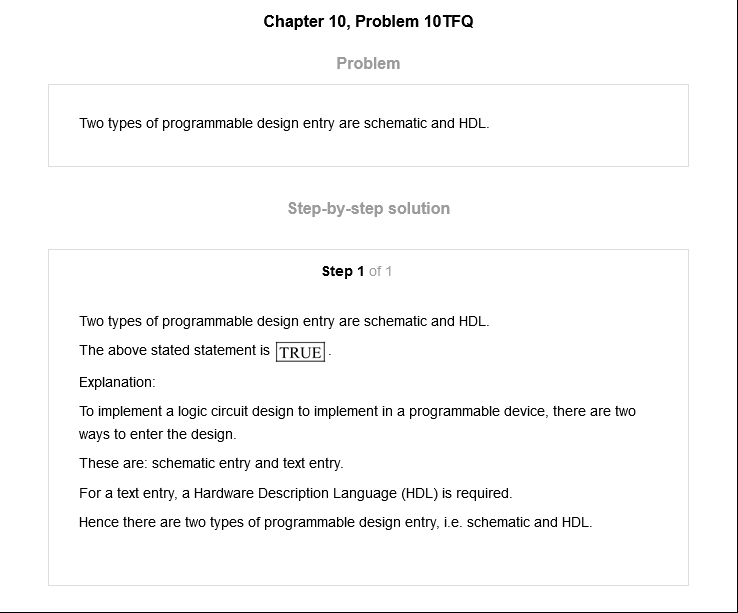 Chapter 10, Problem 10TFQ
Problem
Two types of programmable design entry are schematic and HDL.
Step-by-step solution
Step 1 of 1
Two types of programmable design entry are schematic and HDL.
The above stated statement is TRUE.
Explanation:
To implement a logic circuit design to implement in a programmable device, there are two
ways to enter the design.
These are: schematic entry and text entry.
For a text entry, a Hardware Description Language (HDL) is required.
Hence there are two types of programmable design entry, i.e. schematic and HDL.